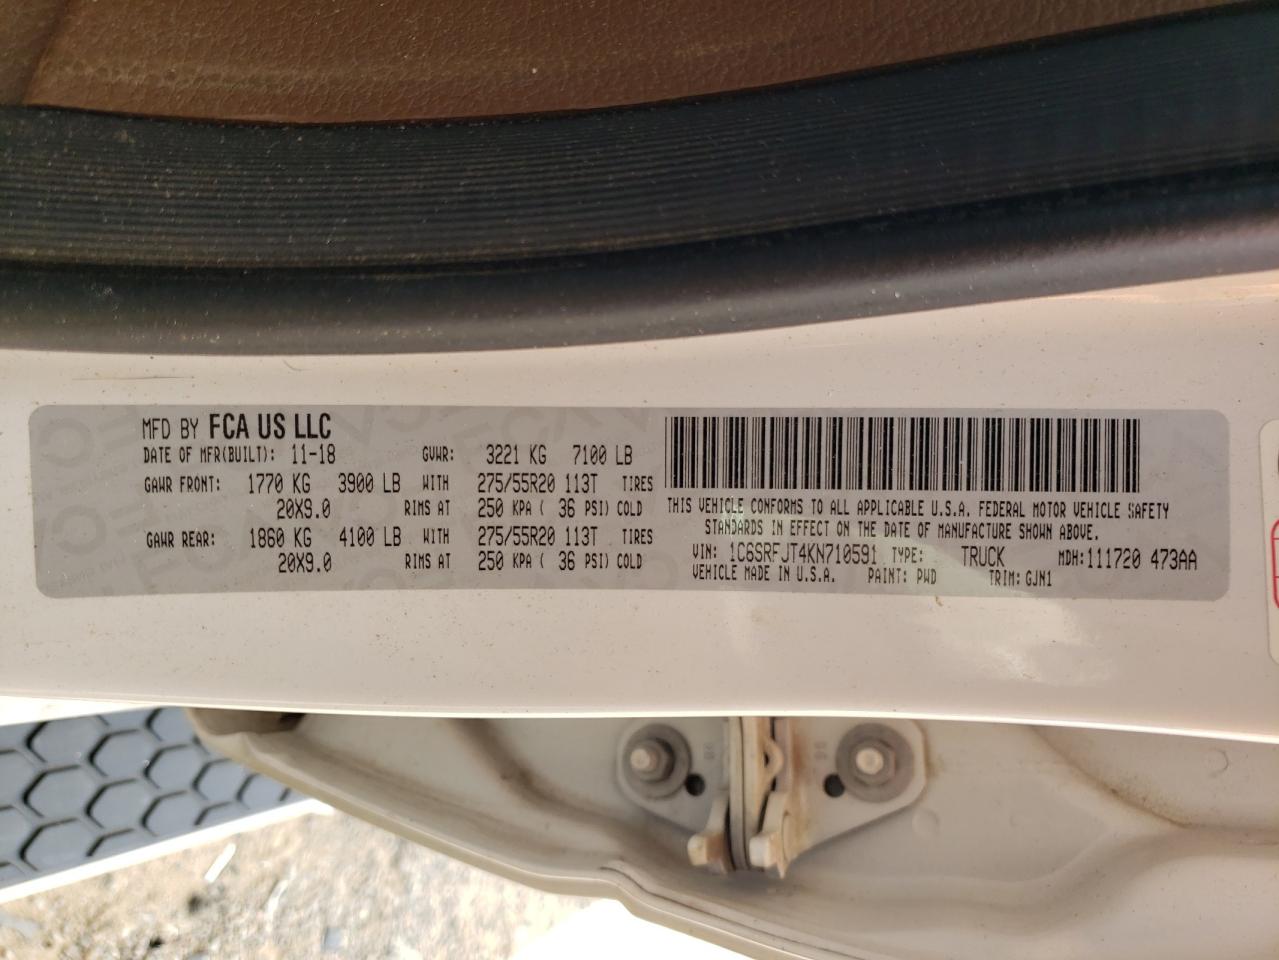 MFD BY FCA US LLC
DATE OF MFR(BUILT): 11-18 GVWR: 3221 KG 7100 LB
GAWR FRONT: 1770 KG 3900 LB WITH 275/55R20 113T TIRES
20X9.0 RIMS AT 250 KPA ( 36 PSI) COLD
GAWR REAR: 1860 KG 4100 LB WITH 275/55R20 113T TIRES
20X9.0 RIMS AT 250 KPA ( 36 PSI) COLD
THIS VEHICLE CONFORMS TO ALL APPLICABLE U.S.A. FEDERAL MOTOR VEHICLE SAFETY
STANDARDS IN EFFECT ON THE DATE OF MANUFACTURE SHOWN ABOVE.
VIN: 1C6SRFJT4KN710591 TYPE: TRUCK MDH:111720 473AA
VEHICLE MADE IN U.S.A. PAINT: PWD TRIM: GJN1